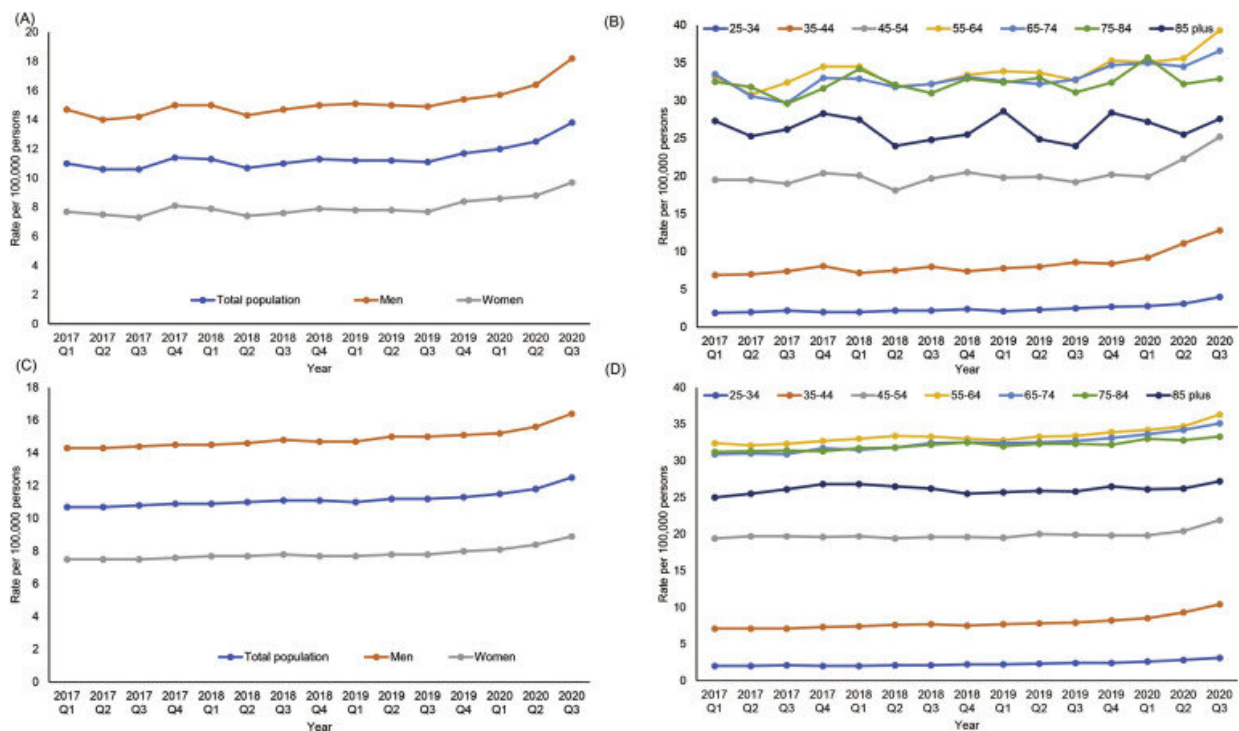 (A)
Rate per 100,000 persons
20
18
16
14
12
10
8
6
4
2
0
Total population Men Women
2017 2017 2017 2017 2018 2018 2018 2018 2019 2019 2019 2019 2020 2020 2020
Q1 Q2 Q3 Q4 Q1 Q2 Q3 Q4 Q1 Q2 Q3 Q4 Q1 Q2 Q3
Year
(B)
Rate per 100,000 persons
40
35
30
25
20
15
10
5
0
25-34 35-44 45-54 55-64 65-74 75-84 85 plus
2017 2017 2017 2017 2018 2018 2018 2018 2019 2019 2019 2019 2020 2020 2020
Q1 Q2 Q3 Q4 Q1 Q2 Q3 Q4 Q1 Q2 Q3 Q4 Q1 Q2 Q3
Year
(C)
Rate per 100,000 persons
18
16
14
12
10
8
6
4
2
0
Total population Men Women
2017 2017 2017 2017 2018 2018 2018 2018 2019 2019 2019 2019 2020 2020 2020
Q1 Q2 Q3 Q4 Q1 Q2 Q3 Q4 Q1 Q2 Q3 Q4 Q1 Q2 Q3
Year
(D)
Rate per 100,000 persons
40
35
30
25
20
15
10
5
0
25-34 35-44 45-54 55-64 65-74 75-84 85 plus
2017 2017 2017 2017 2018 2018 2018 2018 2019 2019 2019 2019 2020 2020 2020
Q1 Q2 Q3 Q4 Q1 Q2 Q3 Q4 Q1 Q2 Q3 Q4 Q1 Q2 Q3
Year